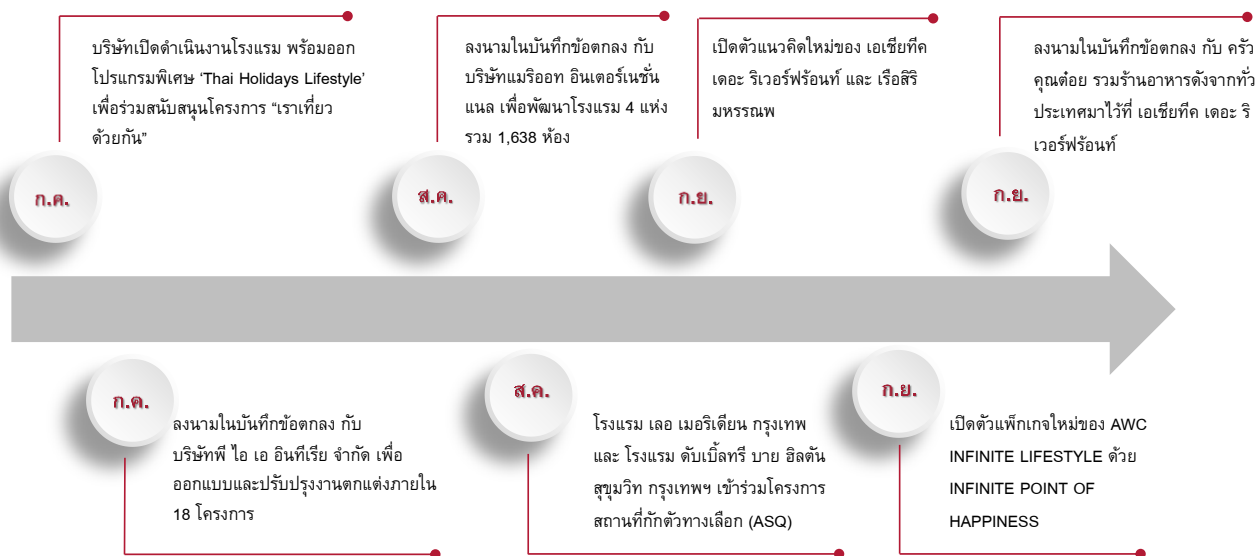 บริษัทเปิดดำเนินงานโรงแรม พร้อมออก
โปรแกรมพิเศษ ‘Thai Holidays Lifestyle’
เพื่อร่วมสนับสนุนโครงการ “เราเที่ยว
ด้วยกัน”
ก.ค.
ลงนามในบันทึกข้อตกลง กับ
บริษัทแมริออท อินเตอร์เนชั่น
แนล เพื่อพัฒนาโรงแรม 4 แห่ง
รวม 1,638 ห้อง
ส.ค.
เปิดตัวแนวคิดใหม่ของ เอเชียทีค
เดอะ ริเวอร์ฟร้อนท์ และ เรือสิริ
มหรรณพ
ก.ย.
ลงนามในบันทึกข้อตกลง กับ ครัว
คุณต๋อย รวมร้านอาหารดังจากทั่ว
ประเทศมาไว้ที่ เอเชียทีค เดอะ ริ
เวอร์ฟร้อนท์
ก.ย.
ก.ค.
ลงนามในบันทึกข้อตกลง กับ
บริษัทพี ไอ เอ อินทีเรีย จำกัด เพื่อ
ออกแบบและปรับปรุงงานตกแต่งภายใน
18 โครงการ
ส.ค.
โรงแรม เลอ เมอริเดียน กรุงเทพ
และ โรงแรม ดับเบิ้ลทรี บาย ฮิลตัน
สุขุมวิท กรุงเทพฯ เข้าร่วมโครงการ
สถานที่กักตัวทางเลือก (ASQ)
ก.ย.
เปิดตัวแพ็กเกจใหม่ของ AWC
INFINITE LIFESTYLE ด้วย
INFINITE POINT OF
HAPPINESS